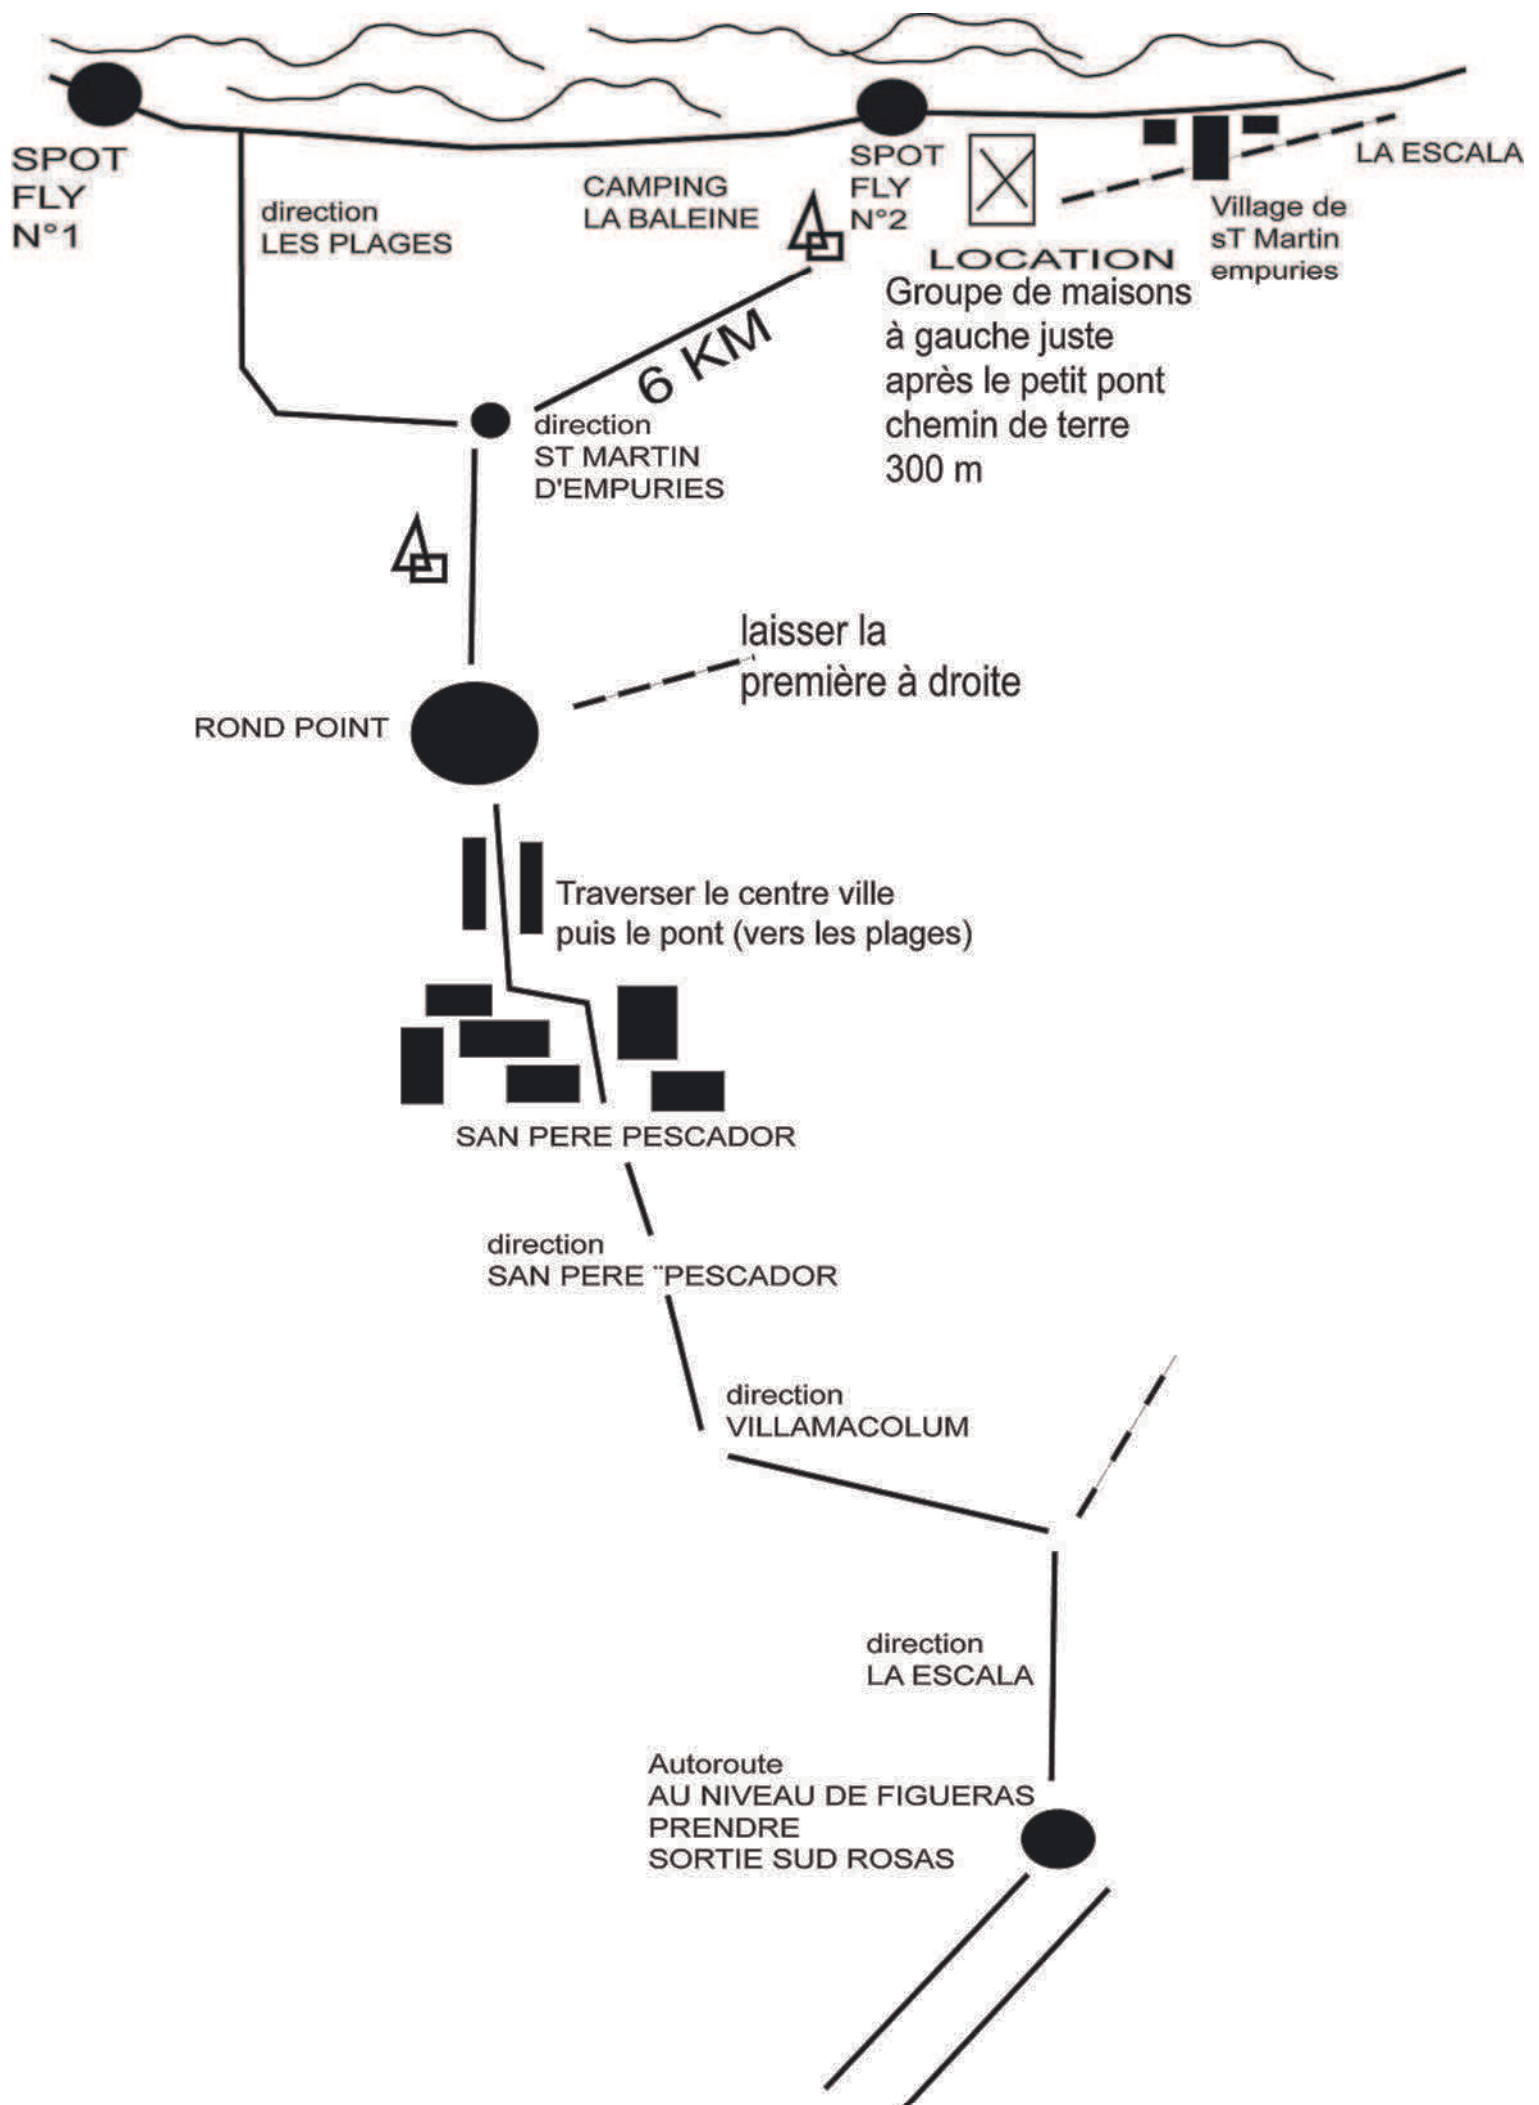 SPOT
FLY
N°1
direction
LES PLAGES
CAMPING
LA BALEINE
SPOT
FLY
N°2
LA ESCALA
Village de
sT Martin
empuries
LOCATION
Groupe de maisons
à gauche juste
après le petit pont
chemin de terre
300 m
6 KM
direction
ST MARTIN
D'EMPURIES
laisser la
première à droite
ROND POINT
Traverser le centre ville
puis le pont (vers les plages)
SAN PERE PESCADOR
direction
SAN PERE ¨PESCADOR
direction
VILLAMACOLUM
direction
LA ESCALA
Autoroute
AU NIVEAU DE FIGUERAS
PRENDRE
SORTIE SUD ROSAS